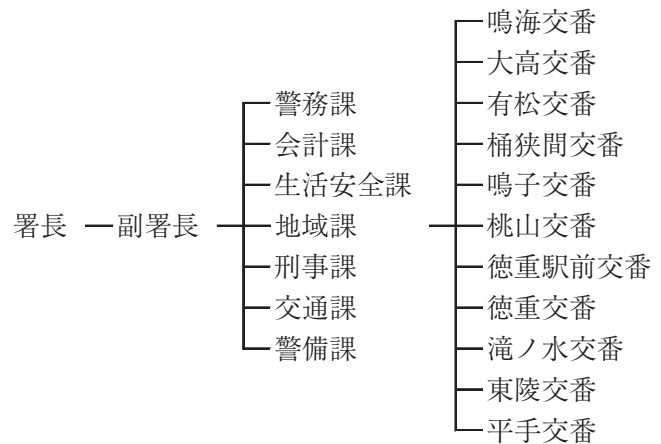 署長
副署長
警務課
会計課
生活安全課
地域課
刑事課
交通課
警備課
鳴海交番
大高交番
有松交番
桶狭間交番
鳴子交番
桃山交番
徳重駅前交番
徳重交番
滝ノ水交番
東陵交番
平手交番